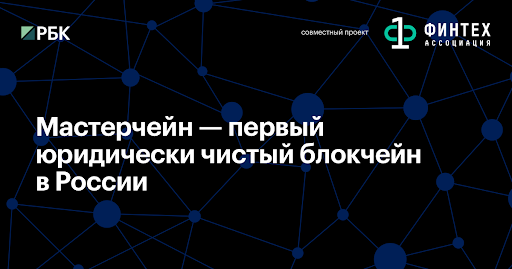 РБК
совместный проект
ФИНТЕХ
АССОЦИАЦИЯ
Мастерчейн — первый
юридически чистый блокчейн
в России